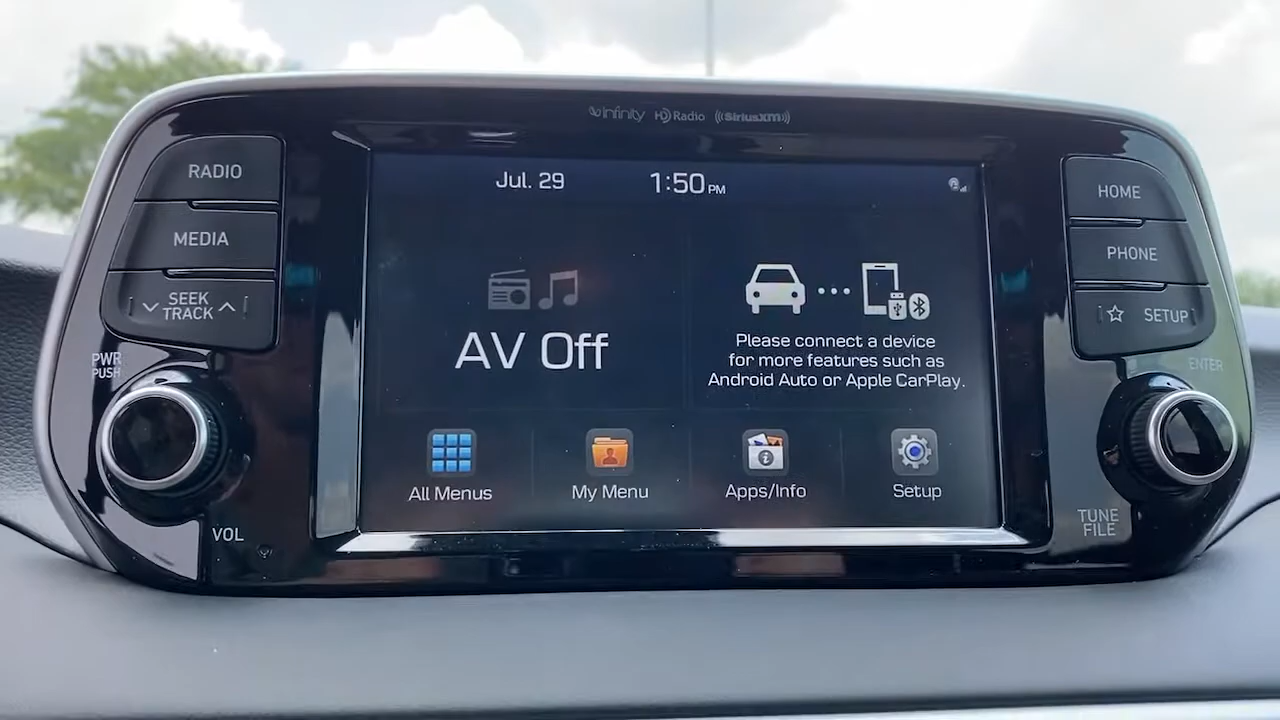 infinity HD Radio ((SiriusXM))
RADIO
MEDIA
SEEK
TRACK
PWR
PUSH
VOL
Jul. 29 1:50 PM
AV Off
Please connect a device
for more features such as
Android Auto or Apple CarPlay.
All Menus My Menu Apps/Info Setup
HOME
PHONE
☆ SETUP
ENTER
TUNE
FILE